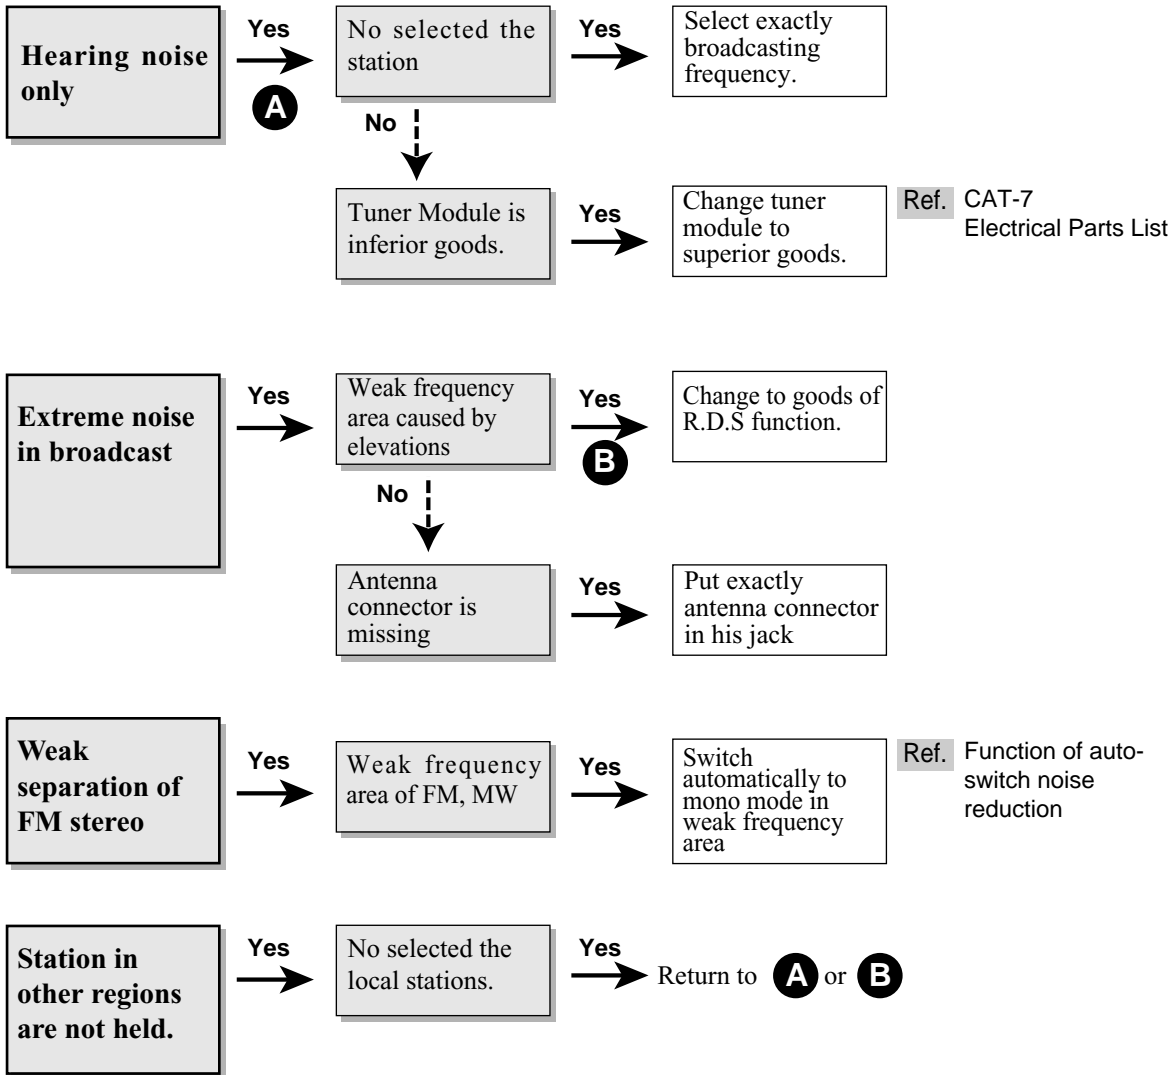 Hearing noise
only
Yes
A
No selected the
station
Yes
Select exactly
broadcasting
frequency.
No
Tuner Module is
inferior goods.
Yes
Change tuner
module to
superior goods.
Ref. CAT-7
Electrical Parts List
Extreme noise
in broadcast
Yes
Weak frequency
area caused by
elevations
Yes
B
Change to goods of
R.D.S function.
No
Antenna
connector is
missing
Yes
Put exactly
antenna connector
in his jack
Weak
separation of
FM stereo
Yes
Weak frequency
area of FM, MW
Yes
Switch
automatically to
mono mode in
weak frequency
area
Ref. Function of auto-
switch noise
reduction
Station in
other regions
are not held.
Yes
No selected the
local stations.
Yes
Return to A or B